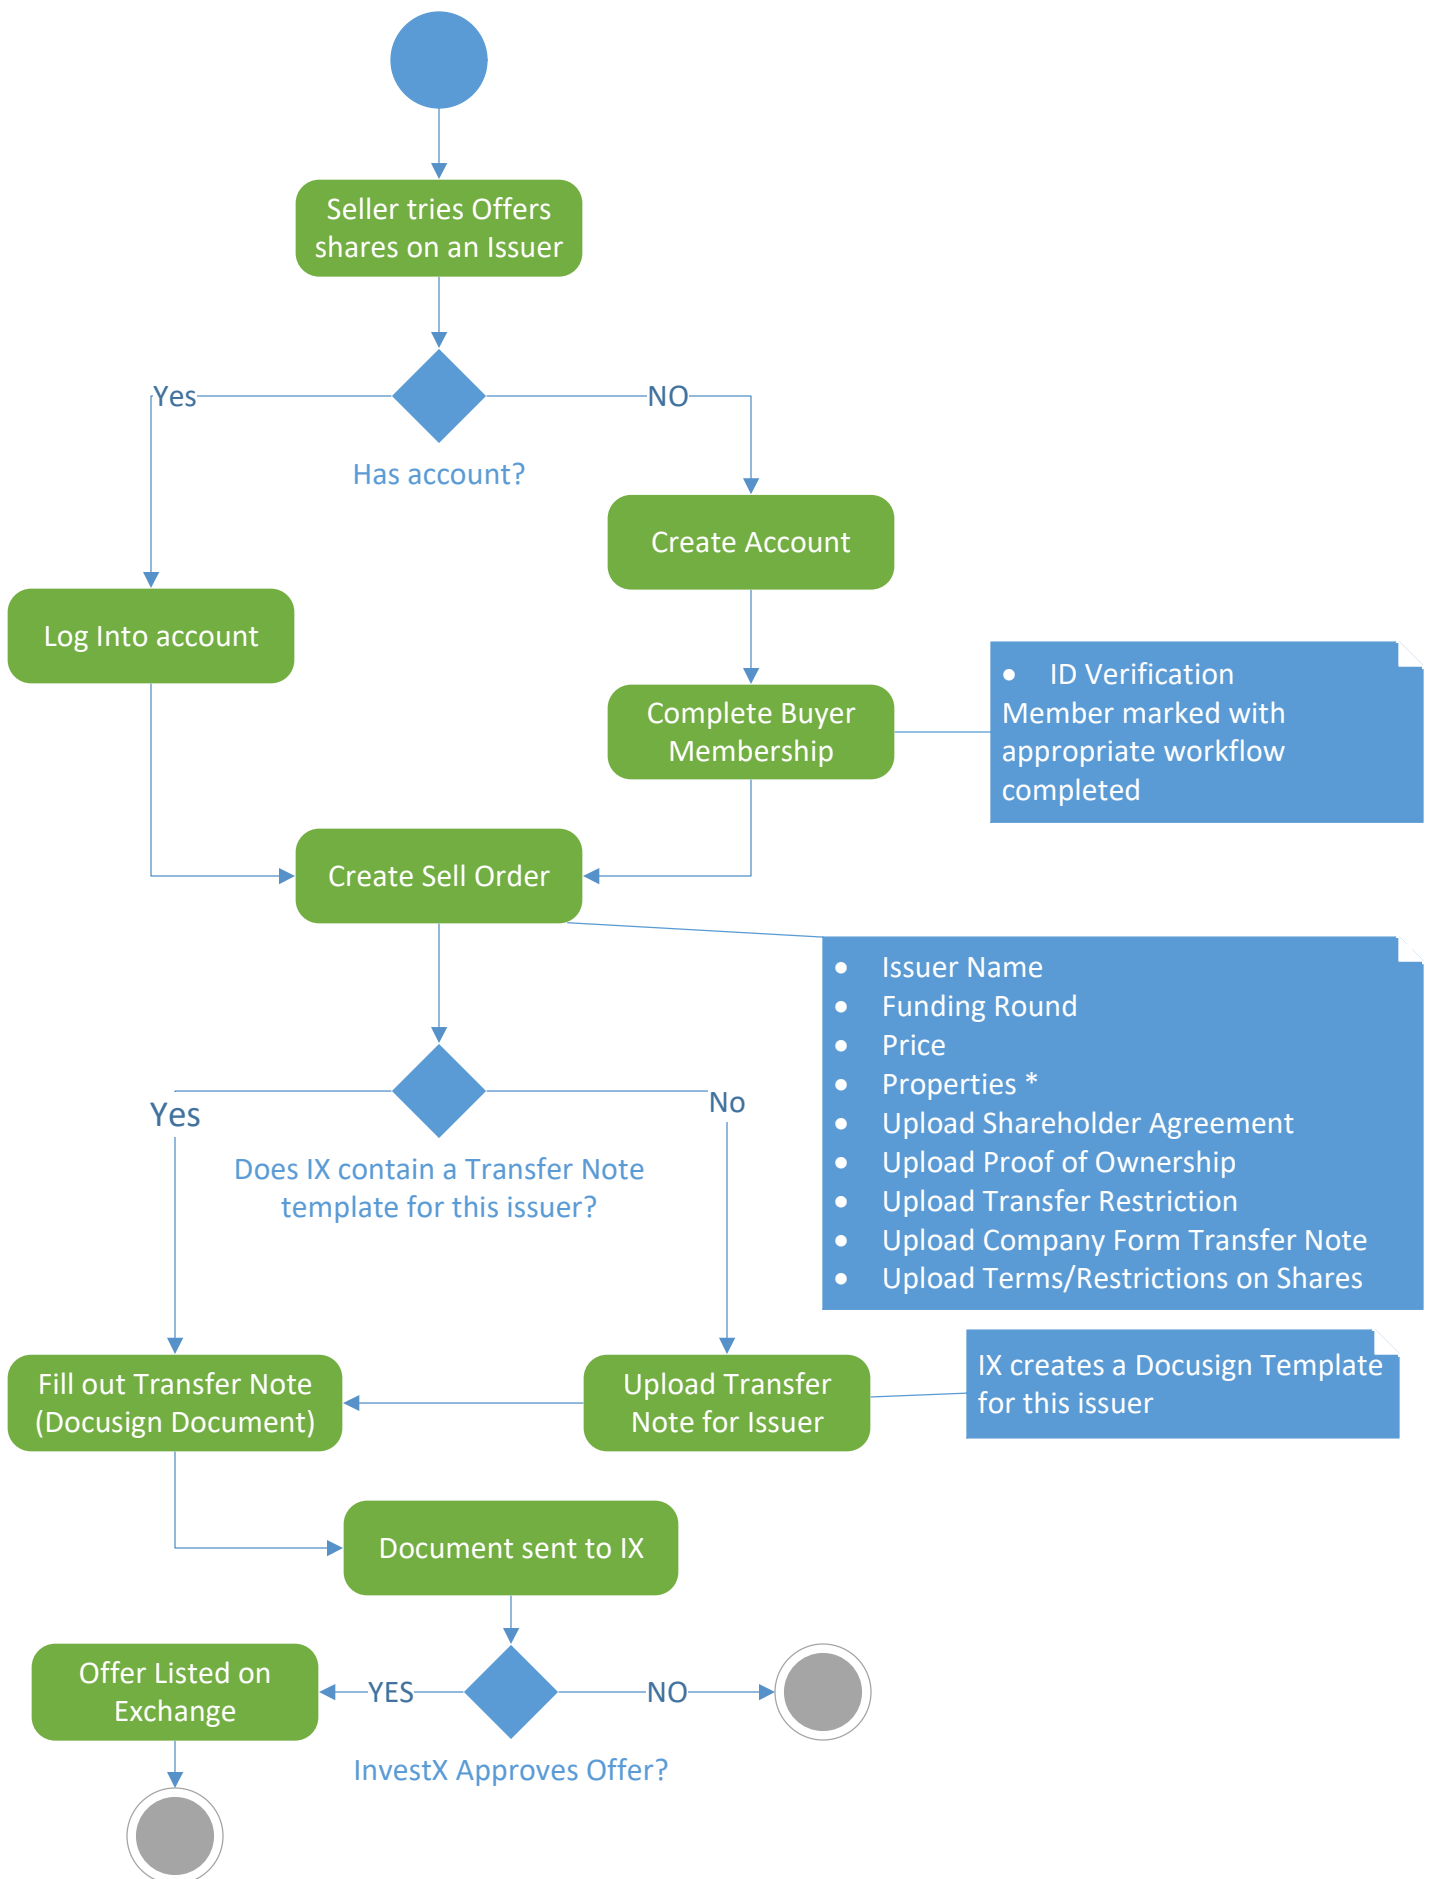 Seller tries Offers
shares on an Issuer
Yes
NO
Has account?
Create Account
Log Into account
Complete Buyer
Membership
● ID Verification
Member marked with
appropriate workflow
completed
Create Sell Order
● Issuer Name
● Funding Round
● Price
● Properties *
● Upload Shareholder Agreement
● Upload Proof of Ownership
● Upload Transfer Restriction
● Upload Company Form Transfer Note
● Upload Terms/Restrictions on Shares
Yes
No
Does IX contain a Transfer Note
template for this issuer?
Fill out Transfer Note
(Docusign Document)
Upload Transfer
Note for Issuer
IX creates a Docusign Template
for this issuer
Document sent to IX
Offer Listed on
Exchange
YES
NO
InvestX Approves Offer?